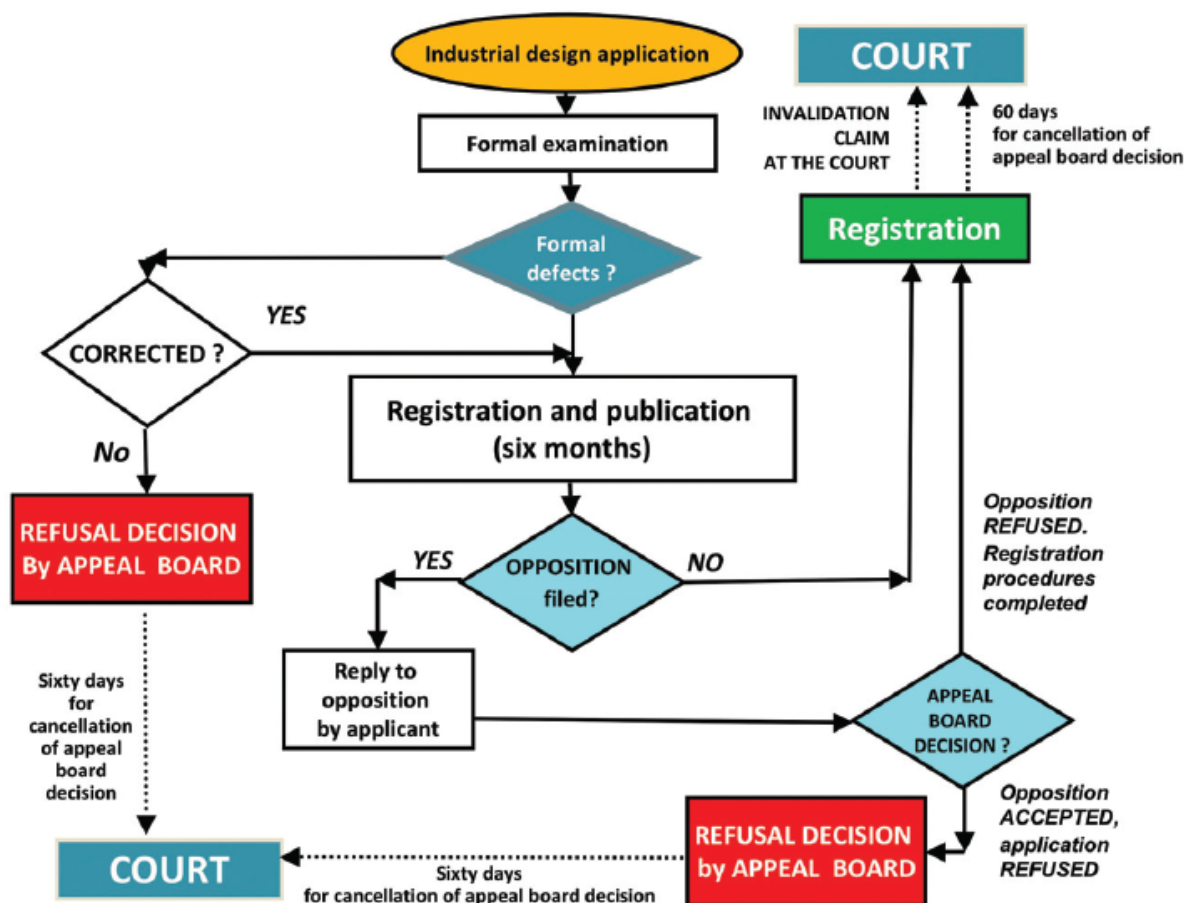 Industrial design application
COURT
INVALIDATION
CLAIM
AT THE COURT
60 days
for cancellation of
appeal board decision
Formal examination
Registration
Formal
defects ?
YES
CORRECTED ?
Registration and publication
(six months)
No
REFUSAL DECISION
By APPEAL BOARD
YES
OPPOSITION
filed?
NO
Opposition
REFUSED.
Registration
procedures
completed
Reply to
opposition
by applicant
APPEAL
BOARD
DECISION ?
Sixty days
for
cancellation
of appeal
board
decision
Opposition
ACCEPTED,
application
REFUSED
REFUSAL DECISION
by APPEAL BOARD
COURT
Sixty days
for cancellation of appeal board decision